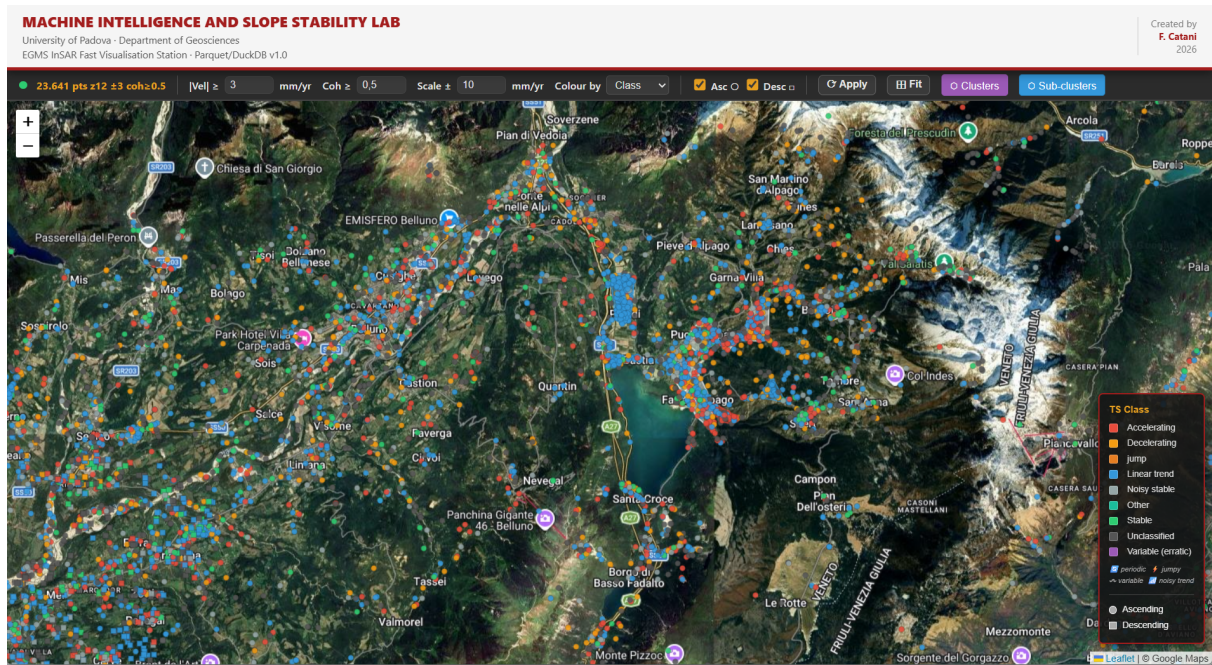 MACHINE INTELLIGENCE AND SLOPE STABILITY LAB
University of Padova · Department of Geosciences
EGMS InSAR Fast Visualisation Station · Parquet/DuckDB v1.0
Created by
F. Catani
2026
23.641 pts z12 ±3 coh≥0.5 |Vel| ≥ 3 mm/yr Coh ≥ 0,5 Scale ± 10 mm/yr Colour by Class Asc Desc Apply Fit Clusters Sub-clusters
+
−
Soverzene
Pian di Vedoia
Arcola
SR251
Foresta del Prescudin
SR203
Chiesa di San Giorgio
San Martino
d'Alpago
EMISFERO Belluno
nelle Alpi
Passerella del Peron
Pieve d'Alpago
Chies
Bolzano
Bellunese
Levego
Garna
Mis
Mas
Bolago
Pala
VENETO
FRIULI-VENEZIA GIULIA
Park Hotel Villa
Carpenada
Belluno
Sois
SR203
CASERA PIAN
Quantin
Castion
Col Indes
Salce
Visome
Faverga
A27
Cirvoi
Limana
Piancavallo
Nevegal
Campon
Santa Croce
Pian
Dell'osteria
CASONI
MASTELLANI
Panchina Gigante
46 - Belluno
A27
Borgo di
Basso Fadalto
Tassei
Valmorel
Le Rotte
VENETO
FRIULI-VENEZIA GIULIA
Mezzomonte
Monte Pizzoc
Sorgente del Gorgazzo
TS Class
Accelerating
Decelerating
jump
Linear trend
Noisy stable
Other
Stable
Unclassified
Variable (erratic)
periodic jumpy
variable noisy trend
Ascending
Descending
Leaflet | © Google Maps